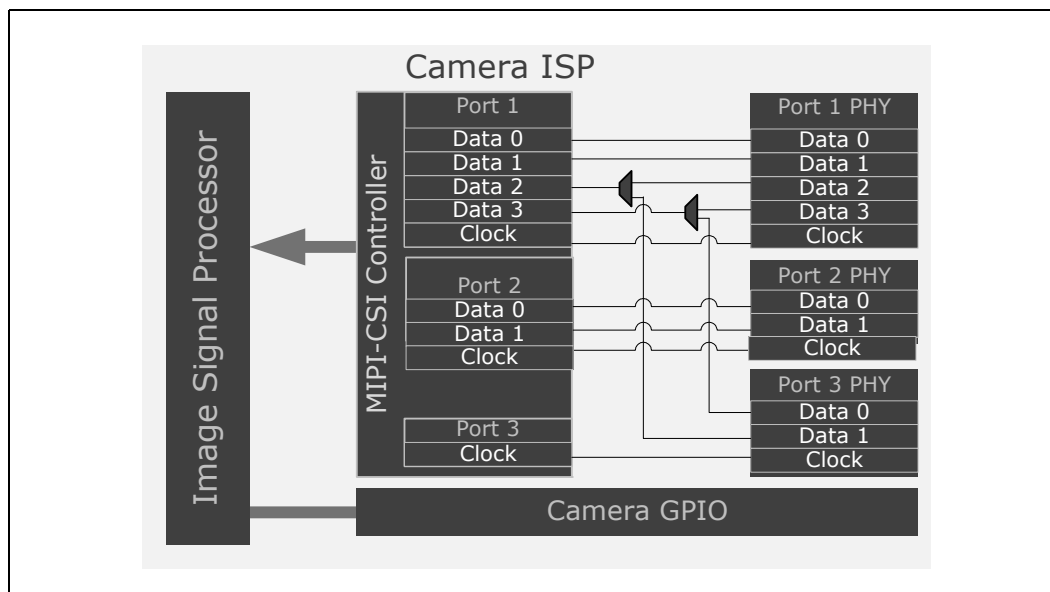 Camera ISP
Image Signal Processor
MIPI-CSI Controller
Port 1
Data 0
Data 1
Data 2
Data 3
Clock
Port 2
Data 0
Data 1
Clock
Port 3
Clock
Port 1 PHY
Data 0
Data 1
Data 2
Data 3
Clock
Port 2 PHY
Data 0
Data 1
Clock
Port 3 PHY
Data 0
Data 1
Clock
Camera GPIO